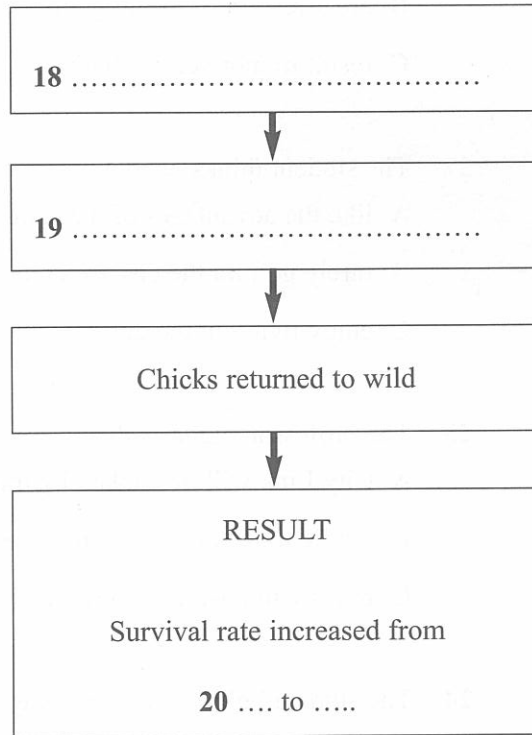 18 ............................................
19 ............................................
Chicks returned to wild
RESULT
Survival rate increased from
20 .... to .....